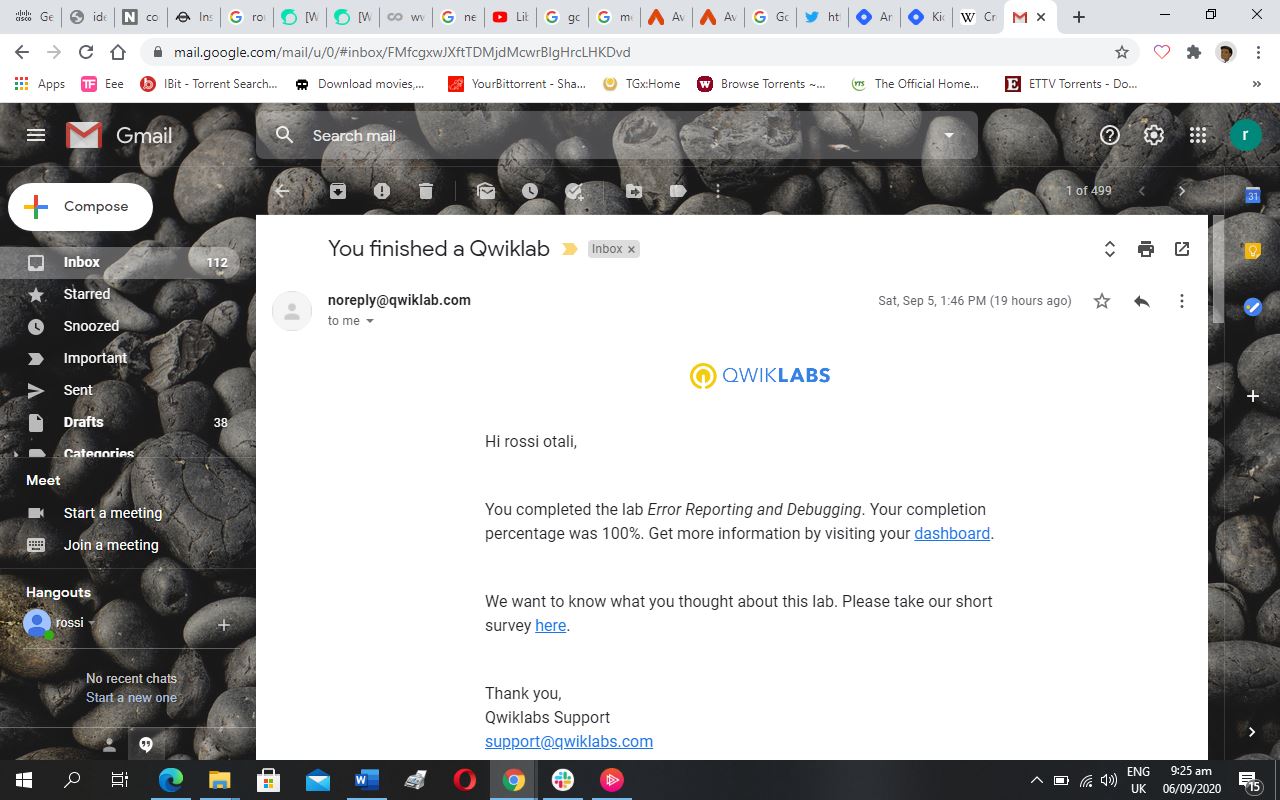 Ge
ide
co
Ins
roi
[W
[W
wv
ne
Lil
gc
me
Av
Av
Gc
htt
Ar
Kic
Cr
mail.google.com/mail/u/0/#inbox/FMfcgxwJXftTDMjdMcwrBIgHrcLHKDvd
Apps
Eee
IBit - Torrent Search...
Download movies,...
YourBittorrent - Sha...
TGx:Home
Browse Torrents ~...
The Official Home...
ETTV Torrents - Do...
»
Gmail
Search mail
r
Compose
1 of 499
31
You finished a Qwiklab
Inbox ×
Inbox 112
Starred
Snoozed
Important
Sent
Drafts 38
Categories
noreply@qwiklab.com
Sat, Sep 5, 1:46 PM (19 hours ago)
to me
QWIKLABS
Hi rossi otali,
You completed the lab Error Reporting and Debugging. Your completion
percentage was 100%. Get more information by visiting your dashboard.
We want to know what you thought about this lab. Please take our short
survey here.
Thank you,
Qwiklabs Support
support@qwiklabs.com
Meet
Start a meeting
Join a meeting
Hangouts
rossi
No recent chats
Start a new one
ENG
UK
9:25 am
06/09/2020
15